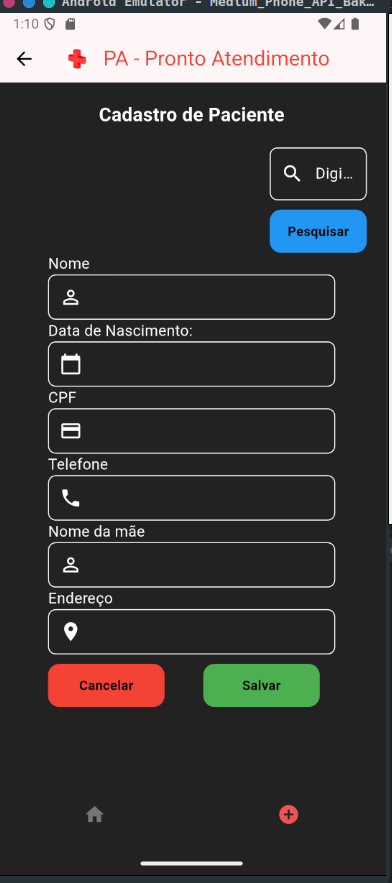 Android Emulator - Medium_Phone_API_Bak...
1:10
PA - Pronto Atendimento
Cadastro de Paciente
Digi...
Pesquisar
Nome
Data de Nascimento:
CPF
Telefone
Nome da mãe
Endereço
Cancelar
Salvar